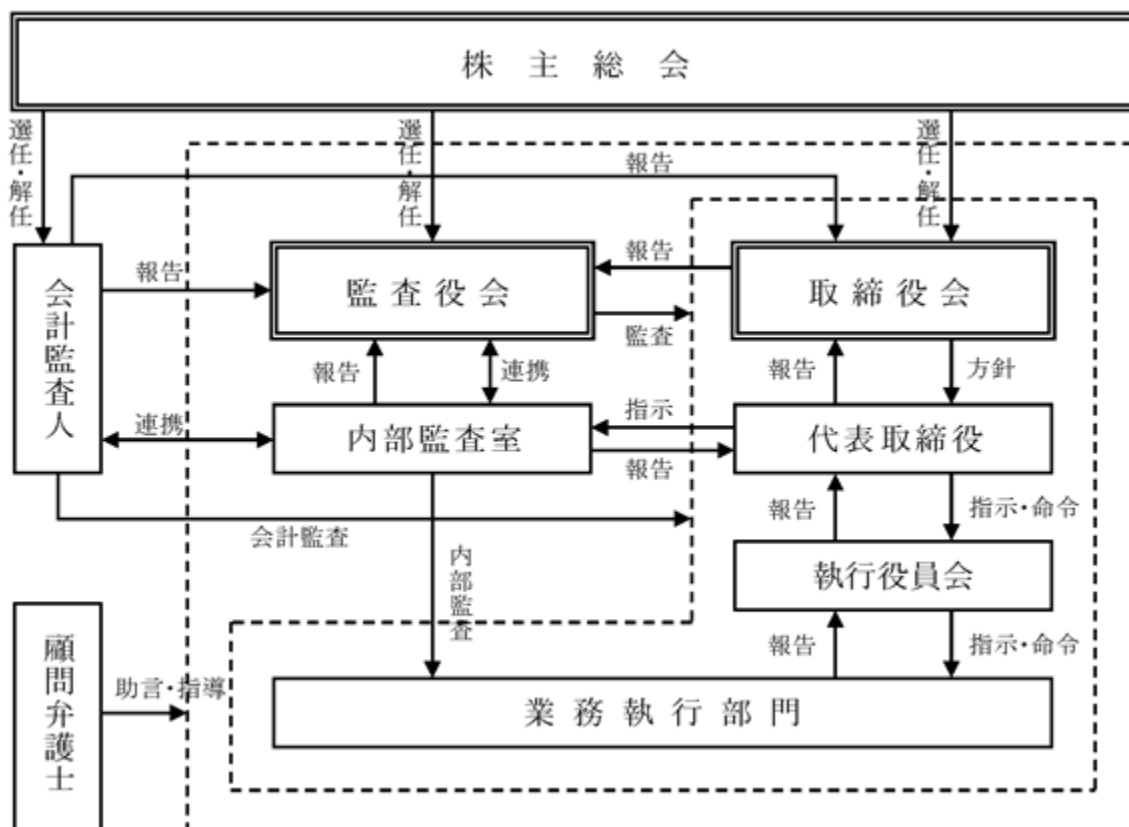 株主総会
選任・解任
選任・解任
選任・解任
報告
会計監査人
報告
監査役会
報告
監査
取締役会
報告
連携
報告
方針
連携
内部監査室
指示
報告
代表取締役
会計監査
報告
指示・命令
内部監査
執行役員会
報告
指示・命令
顧問弁護士
助言・指導
業務執行部門